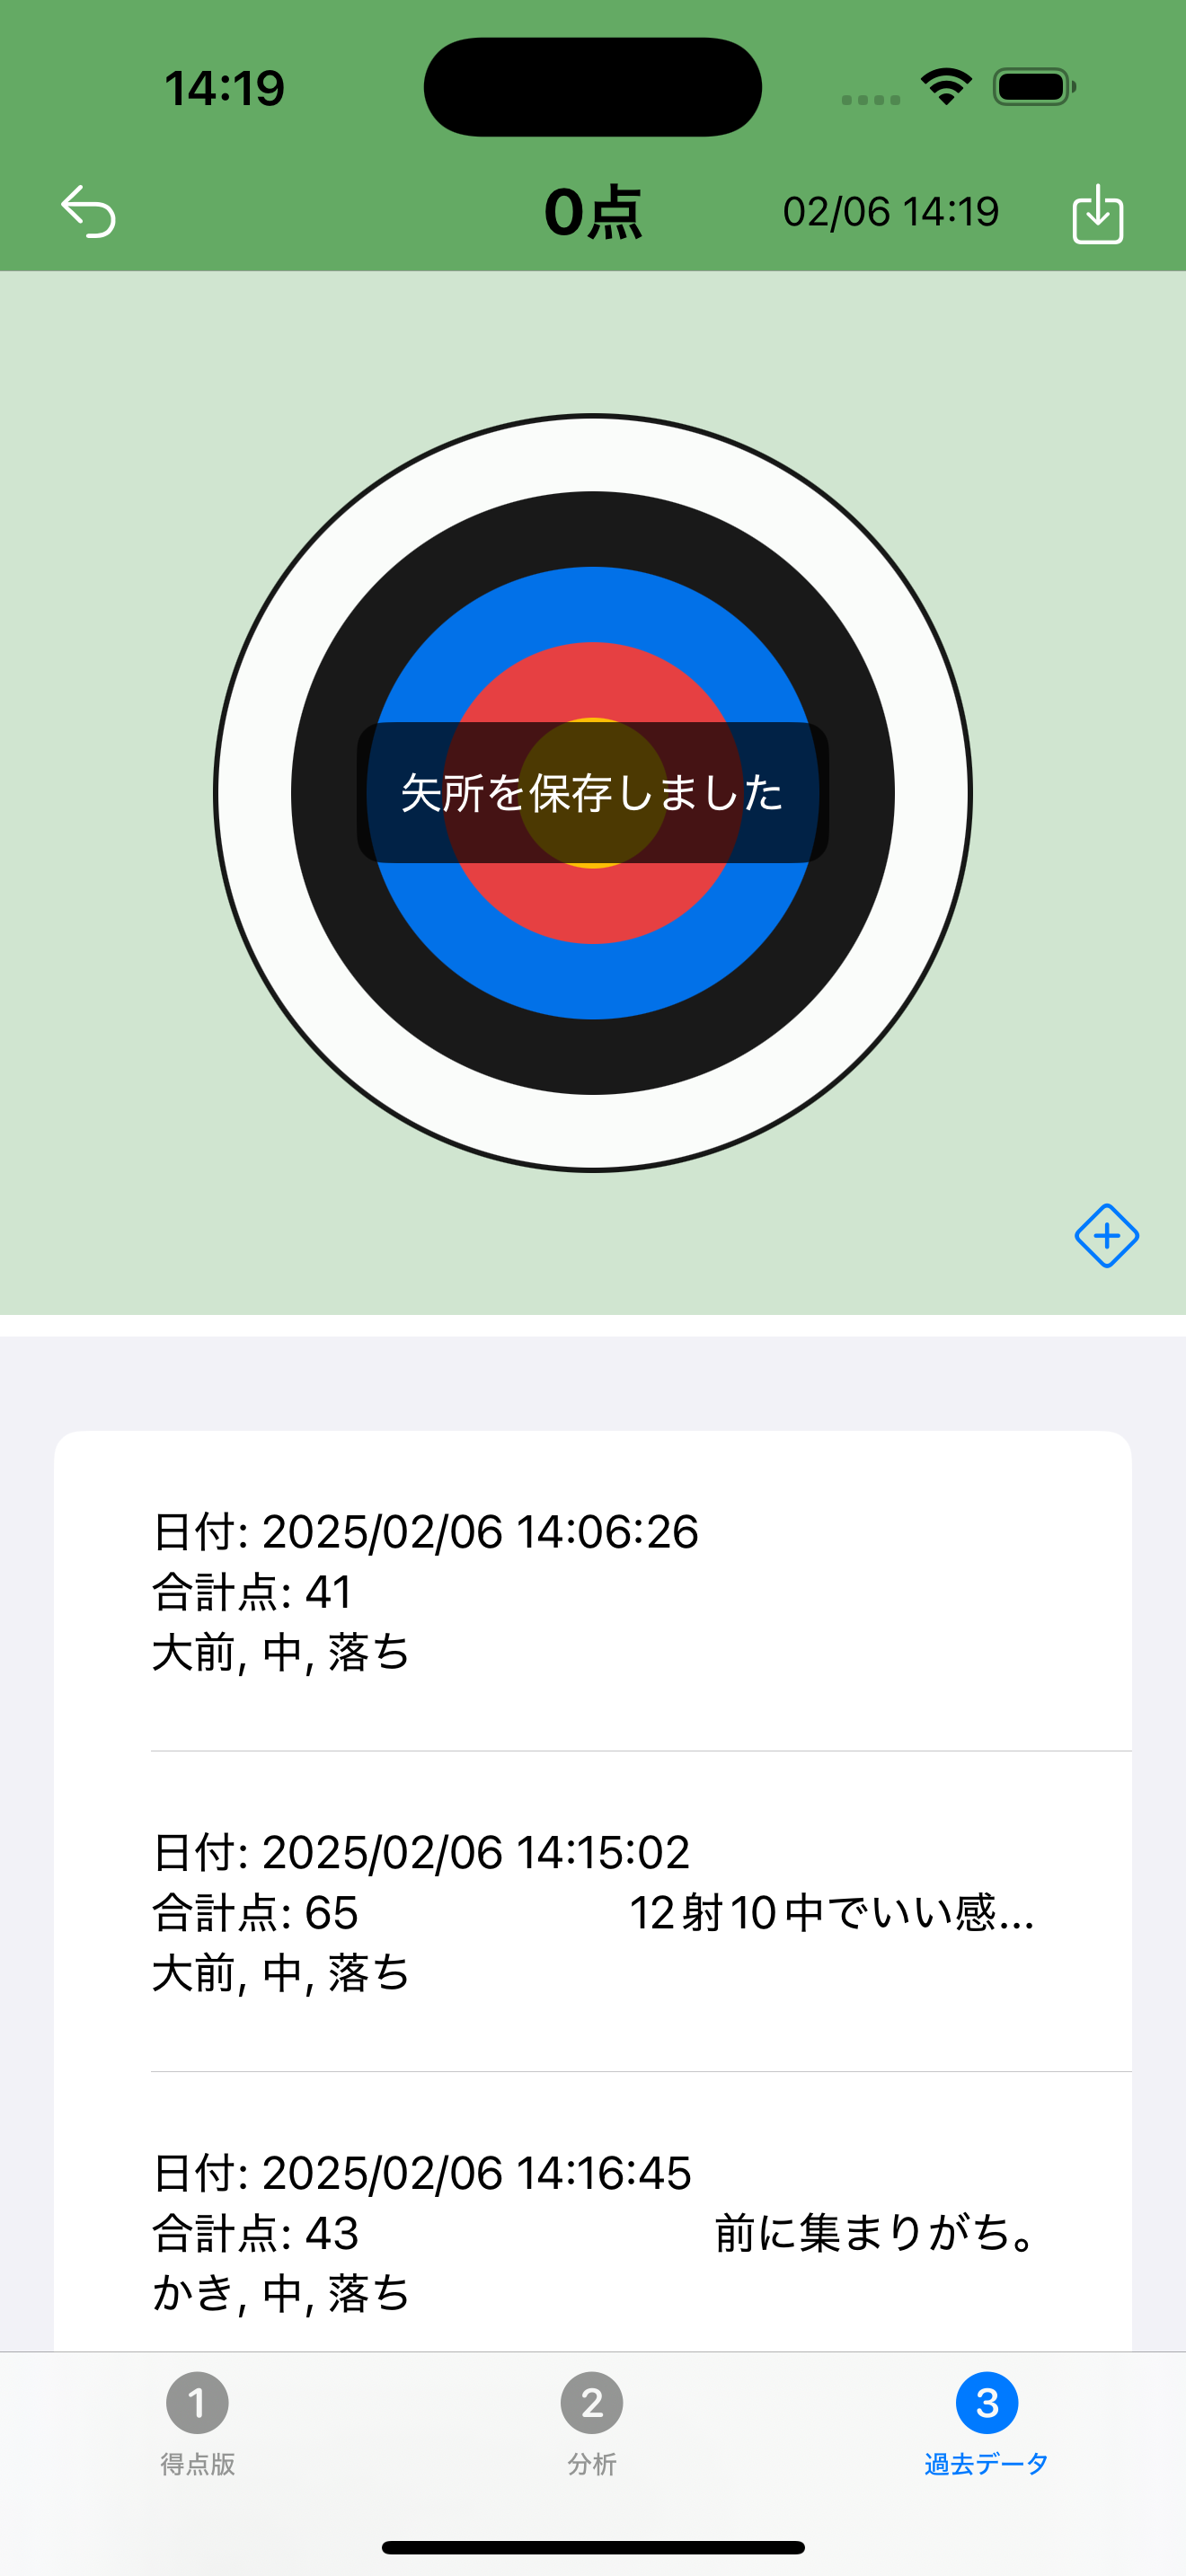 14:19
0点
02/06 14:19
矢所を保存しました
日付: 2025/02/06 14:06:26
合計点: 41
大前, 中, 落ち
日付: 2025/02/06 14:15:02
合計点: 65
12射10中でいい感...
大前, 中, 落ち
日付: 2025/02/06 14:16:45
合計点: 43
前に集まりがち。
かき, 中, 落ち
1
得点版
2
分析
3
過去データ